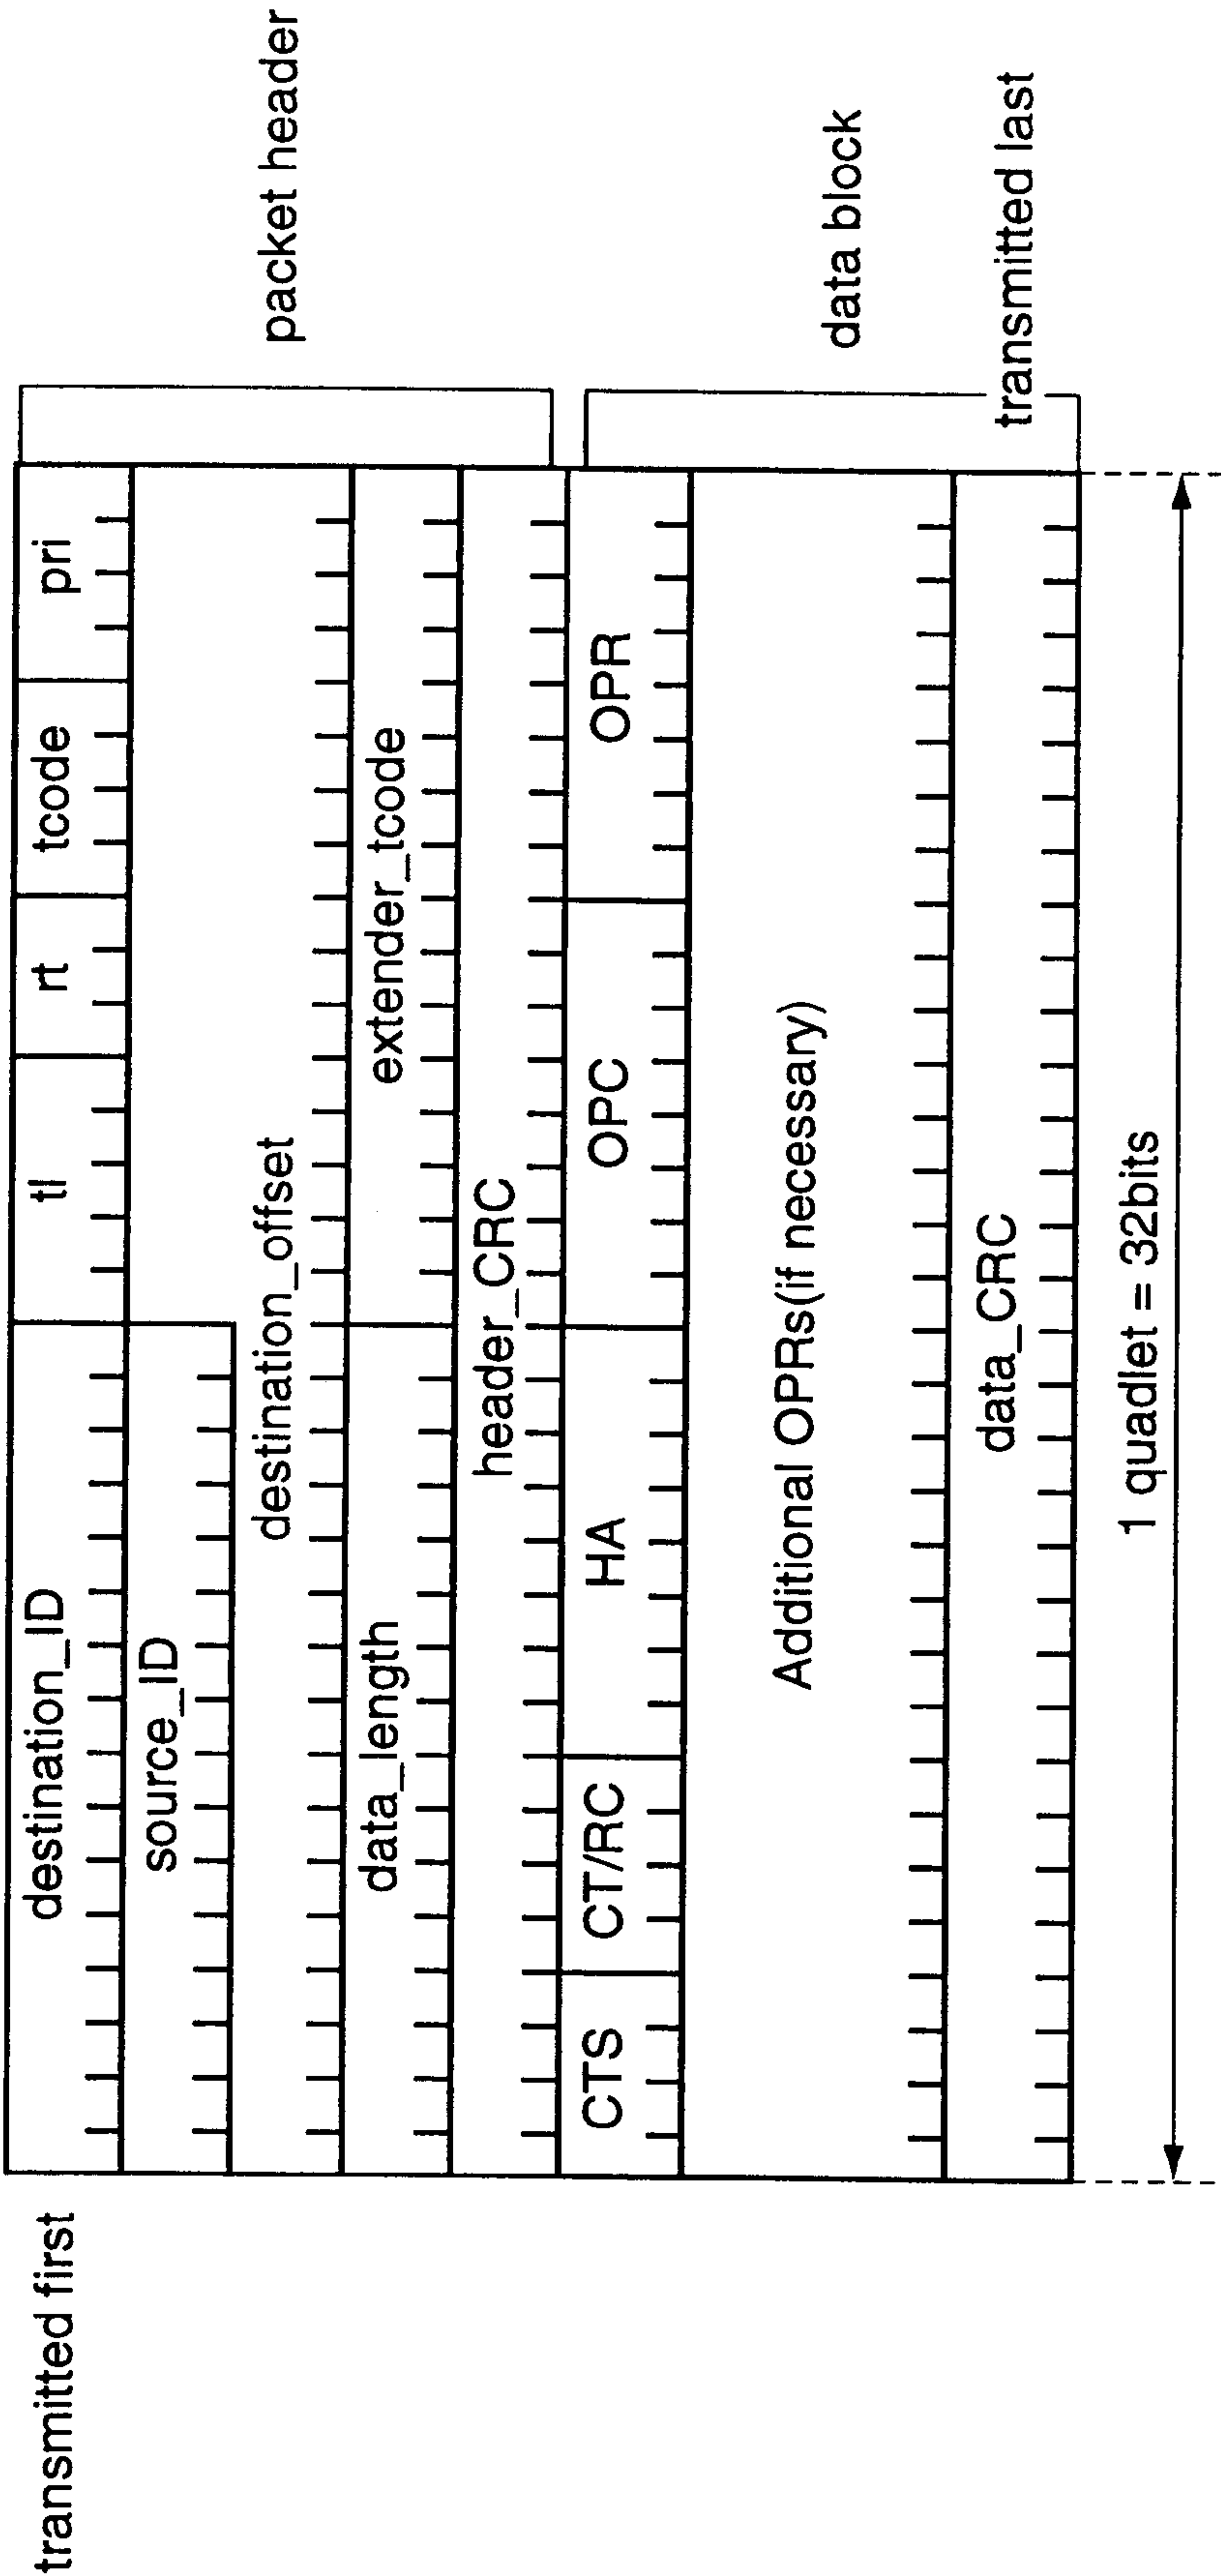 transmitted first
destination_ID
tl
rt
tcode
pri
source_ID
destination_offset
packet header
data_length
extender_tcode
header_CRC
CTS
CT/RC
HA
OPC
OPR
Additional OPRs(if necessary)
data block
data_CRC
transmitted last
1 quadlet = 32bits